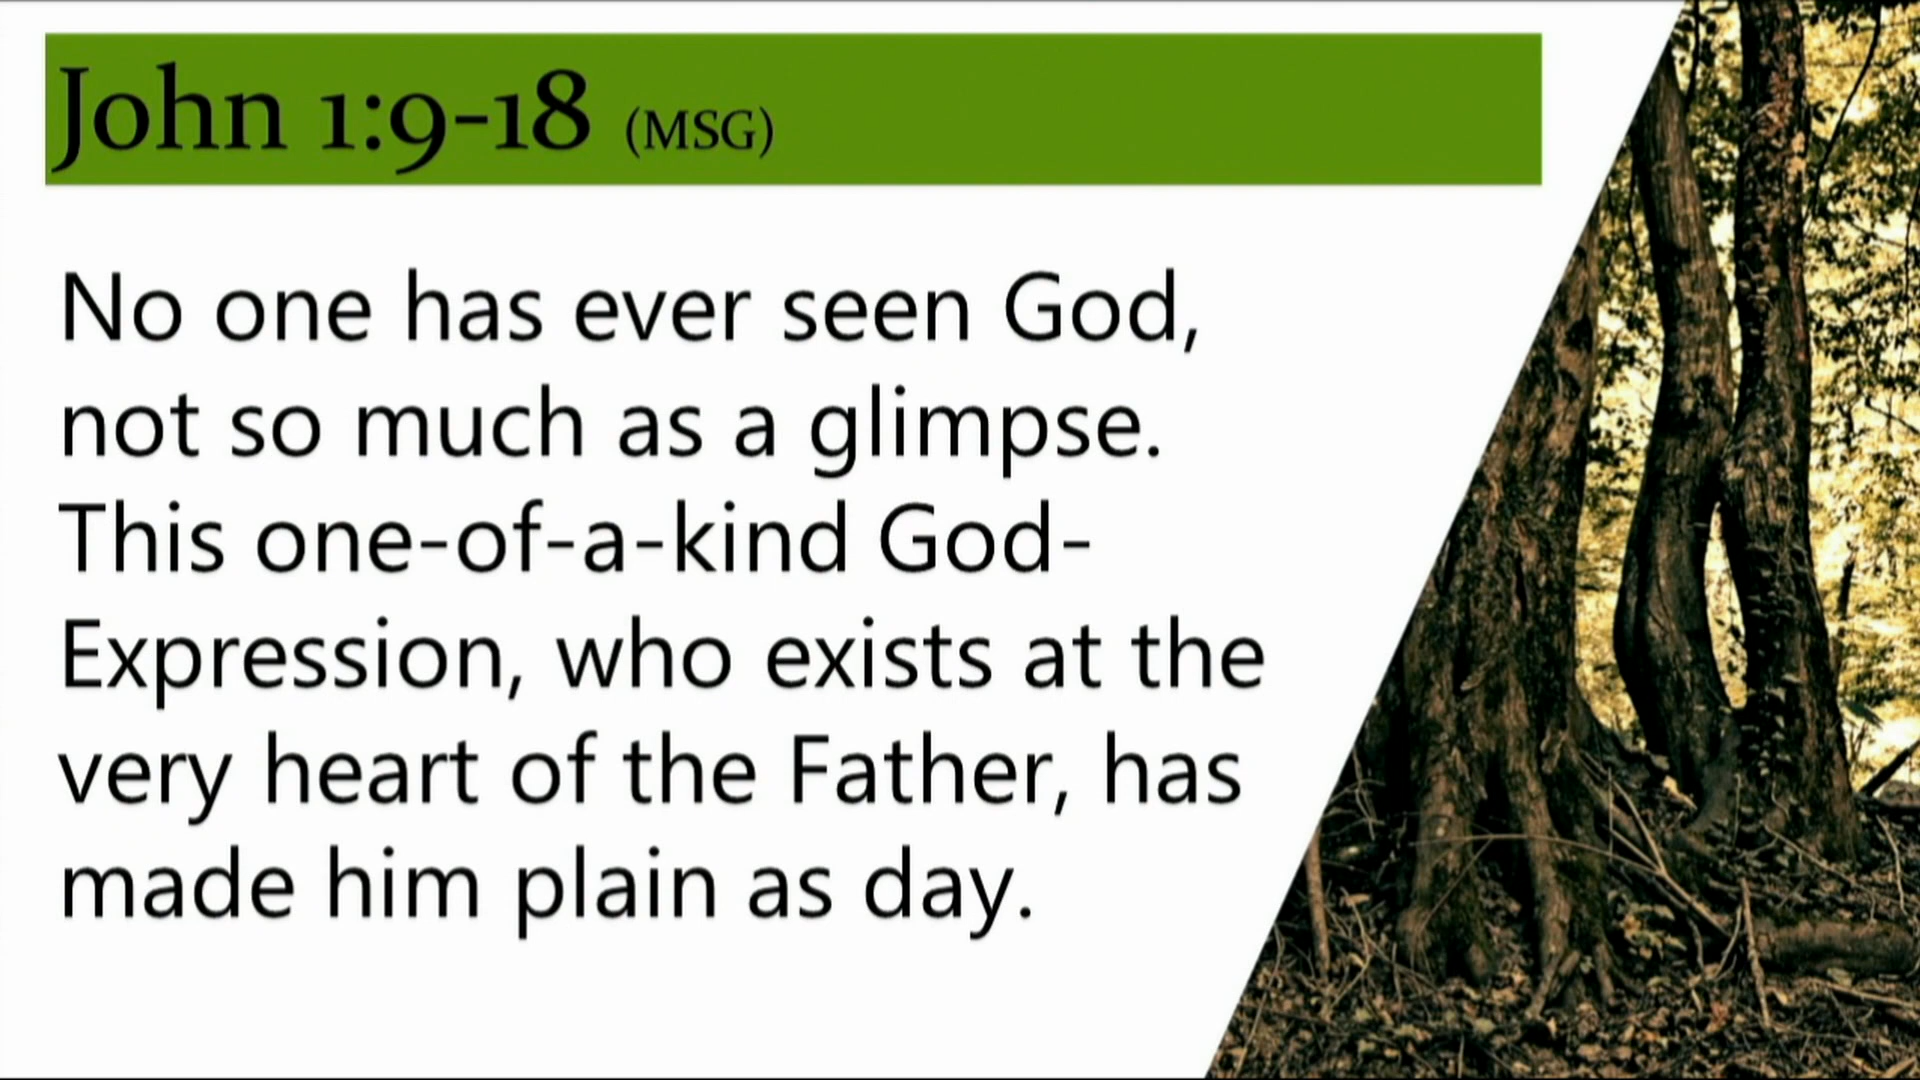 John 1:9-18 (MSG)
No one has ever seen God,
not so much as a glimpse.
This one-of-a-kind God-
Expression, who exists at the
very heart of the Father, has
made him plain as day.